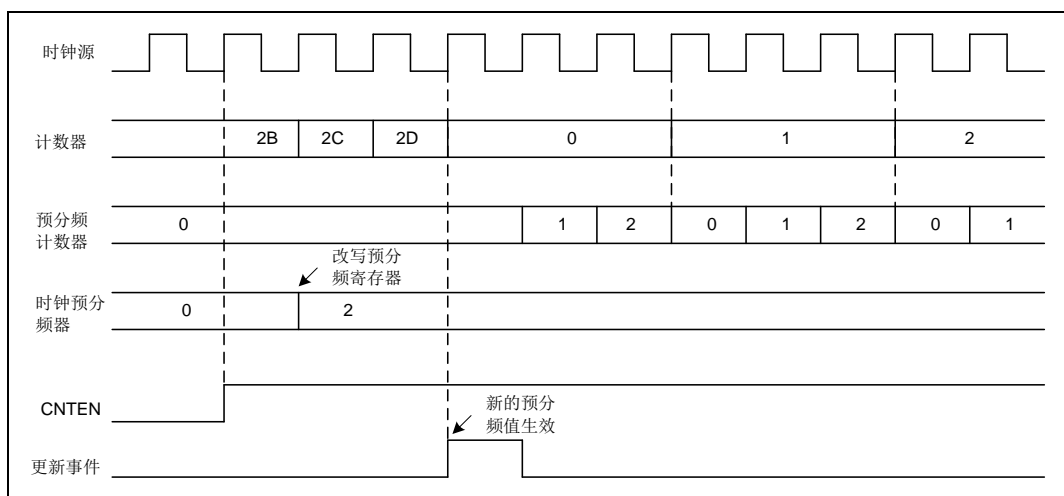 时钟源
计数器
2B 2C 2D 0 1 2
预分频
计数器
0 1 2 0 1 2 0 1
改写预分
频寄存器
时钟预分
频器
0 2
CNTEN
新的预分
频值生效
更新事件